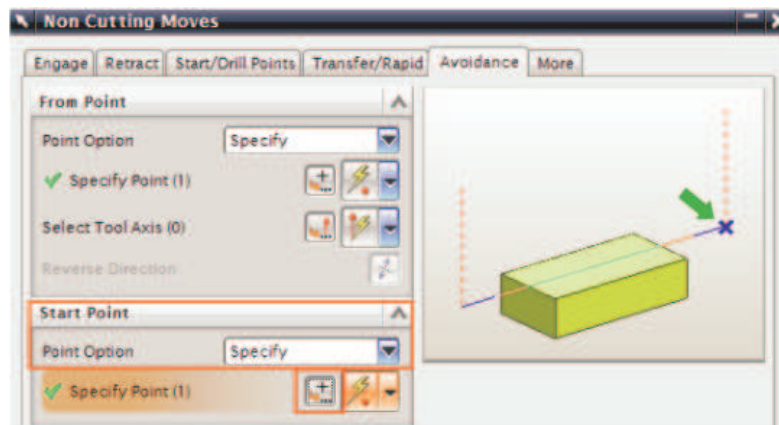 Non Cutting Moves
Engage Retract Start/Drill Points Transfer/Rapid Avoidance More
From Point
Point Option Specify
Specify Point (1)
Select Tool Axis (0)
Reverse Direction
Start Point
Point Option Specify
Specify Point (1)